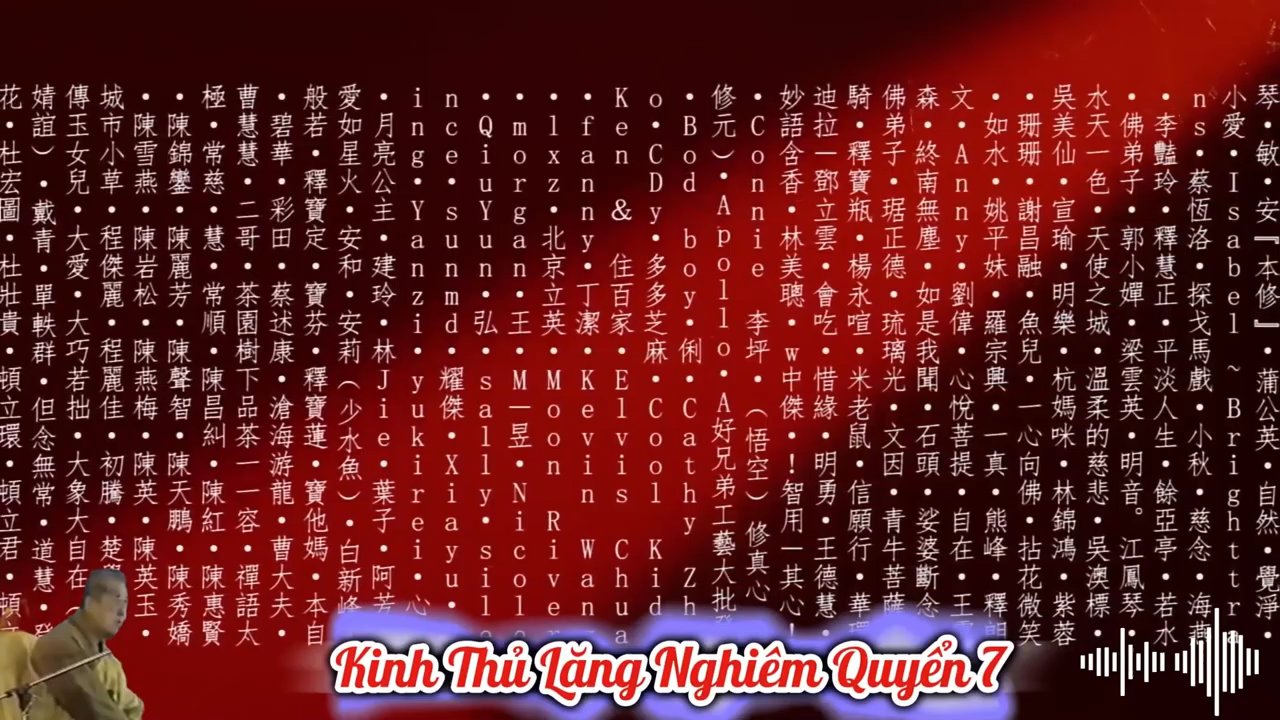 琴・敏・安『本修』・蒲公英・自然・覺淨・
小愛・Isabel~Brighttra
ns・蔡恆洛・探戈馬戲・小秋・慈念・海燕
・李豔玲・釋慧正・平淡人生・餘亞亭・若水
・佛弟子・郭小嬋・梁雲英・明音。江鳳琴
水天一色・天使之城・溫柔的慈悲・吳澳標・
吳美仙・宣瑜・明樂・杭媽咪・林錦鴻・紫蓉
・珊珊・謝昌融・魚兒・一心向佛・拈花微笑
・如水・姚平妹・羅宗興・一真・熊峰・釋朗
文・Anny・劉偉・心悅菩提・自在・王
森・終南無塵・如是我聞・石頭・娑婆斷念・
佛弟子・琚正德・琉璃光・文因・青牛菩薩
騎・釋寶瓶・楊永喧・米老鼠・信願行・華環
迪拉一鄧立雲・會吃・惜緣・明勇・王德慧・
妙語含香・林美聰・w中傑・!智用一其心!
・Connie 李坪・(悟空)修真心
修元)・Apollo・A好兄弟工藝大批發
・Bod boy・俐・Cathy Zh
o・CDy・多多芝麻・Cool Kid
Ken & 住百家・Elvis Chua
・fanny・丁潔・Kevin Wan
・lxz・北京立英・Moon River
・morgan・王・M一昱・Nicolo
・QiuYun・弘・sally・sil
nce・sunmd 耀傑・Xiayu・
ing・Yanzi・yukirei・心
・月亮公主・建玲・林Jie・葉子・阿芳
愛如星火・安和・安莉(少水魚)・白新峰
般若・釋寶定・寶芬・釋寶蓮・寶他媽・本自
・碧華・彩田・蔡述康・滄海游龍・曹大夫・
曹慧慧・二哥・茶園樹下品茶一一容・禪語太
極・常慈・慧・常順・陳昌糾・陳紅・陳惠賢
・陳錦鑾・陳麗芳・陳聲智・陳天鵬・陳秀嬌
・陳雪燕・陳岩松・陳燕梅・陳英・陳英玉・
城市小草・程傑麗・程麗佳・初騰・楚
傳玉女兒・大愛・大巧若拙・大象大自在(
婧誼)・戴青・單軼群・但念無常・道慧・登
花・杜宏圖・杜壯貴・頓立環・頓立君・頓立
Kinh Thủ Lăng Nghiêm Quyển 7